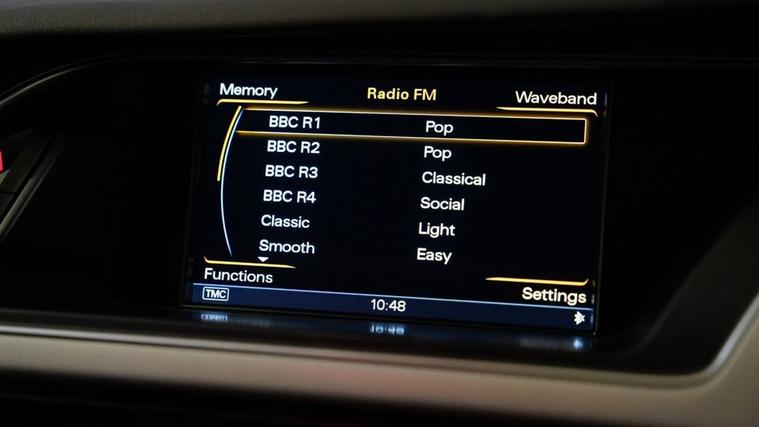 Memory Radio FM Waveband
BBC R1 Pop
BBC R2 Pop
BBC R3 Classical
BBC R4 Social
Classic Light
Smooth Easy
Functions Settings
TMC 10:48